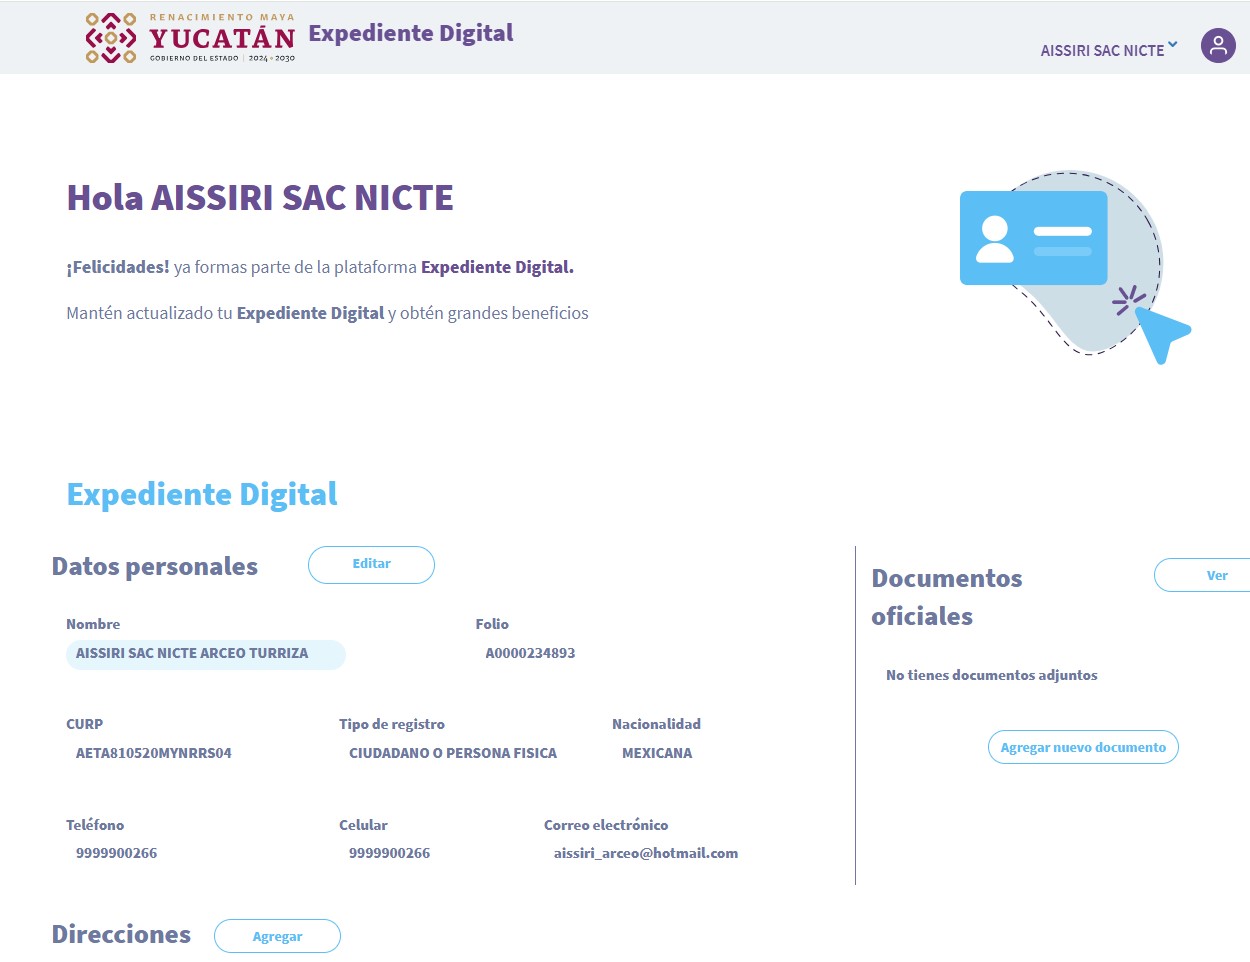 RENACIMIENTO MAYA
YUCATÁN
GOBIERNO DEL ESTADO | 2024 - 2030
Expediente Digital
AISSIRI SAC NICTE
Hola AISSIRI SAC NICTE
¡Felicidades! ya formas parte de la plataforma Expediente Digital.
Mantén actualizado tu Expediente Digital y obtén grandes beneficios
Expediente Digital
Datos personales
Editar
Nombre
AISSIRI SAC NICTE ARCEO TURRIZA
Folio
A0000234893
CURP
AETA810520MYNRRS04
Tipo de registro
CIUDADANO O PERSONA FISICA
Nacionalidad
MEXICANA
Teléfono
9999900266
Celular
9999900266
Correo electrónico
aissiri_arceo@hotmail.com
Documentos
oficiales
Ver
No tienes documentos adjuntos
Agregar nuevo documento
Direcciones
Agregar